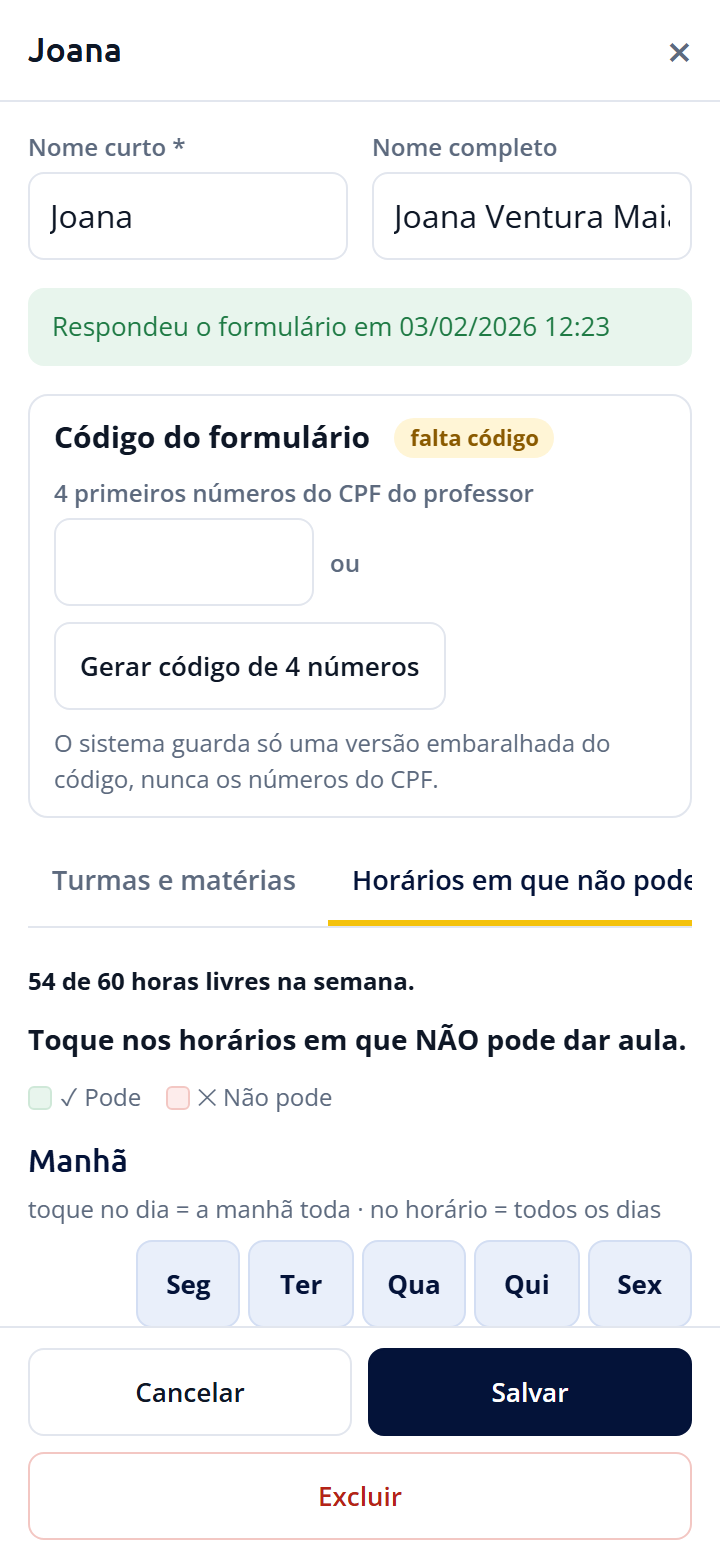 Joana
Nome curto *
Nome completo
Joana
Joana Ventura Maia
Respondeu o formulário em 03/02/2026 12:23
Código do formulário
falta código
4 primeiros números do CPF do professor
ou
Gerar código de 4 números
O sistema guarda só uma versão embaralhada do
código, nunca os números do CPF.
Turmas e matérias
Horários em que não pode
54 de 60 horas livres na semana.
Toque nos horários em que NÃO pode dar aula.
✓ Pode
✕ Não pode
Manhã
toque no dia = a manhã toda · no horário = todos os dias
Seg Ter Qua Qui Sex
Cancelar
Salvar
Excluir